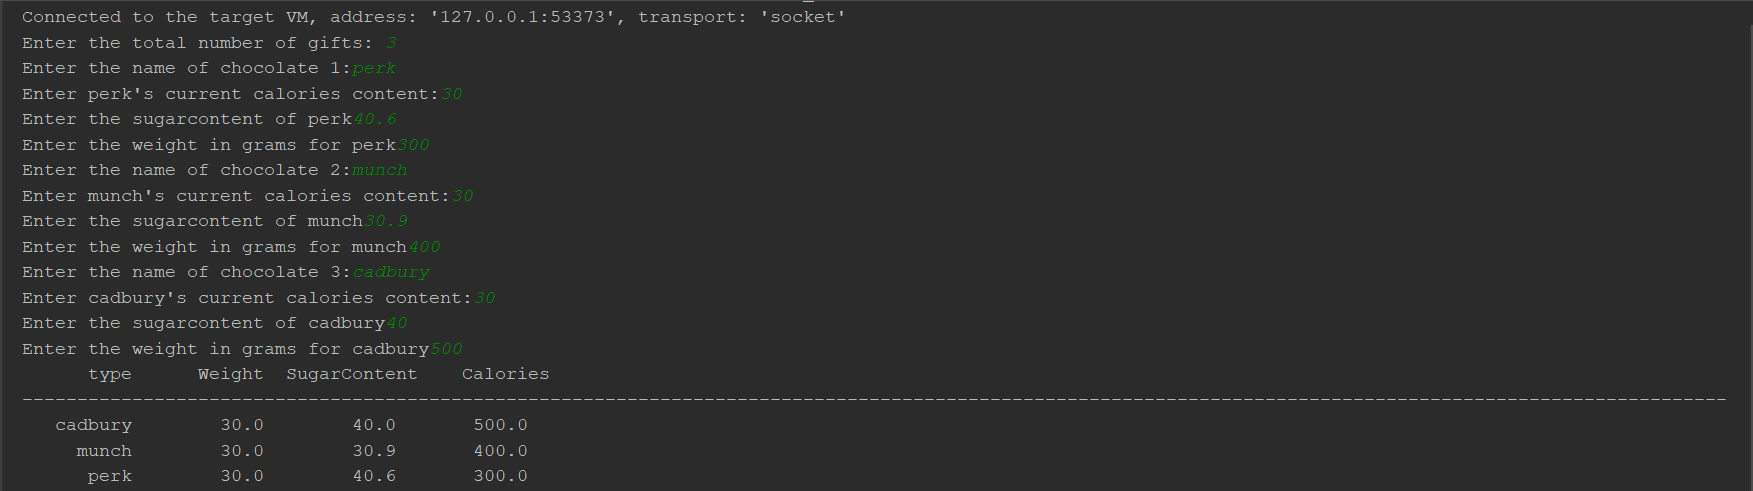 Connected to the target VM, address: '127.0.0.1:53373', transport: 'socket'
Enter the total number of gifts: 3
Enter the name of chocolate 1:perk
Enter perk's current calories content:30
Enter the sugarcontent of perk40.6
Enter the weight in grams for perk300
Enter the name of chocolate 2:munch
Enter munch's current calories content:30
Enter the sugarcontent of munch30.9
Enter the weight in grams for munch400
Enter the name of chocolate 3:cadbury
Enter cadbury's current calories content:30
Enter the sugarcontent of cadbury40
Enter the weight in grams for cadbury500
type Weight SugarContent Calories
-----------------------------------------------------------------------------------------------------------------------------------------------------------
cadbury 30.0 40.0 500.0
munch 30.0 30.9 400.0
perk 30.0 40.6 300.0